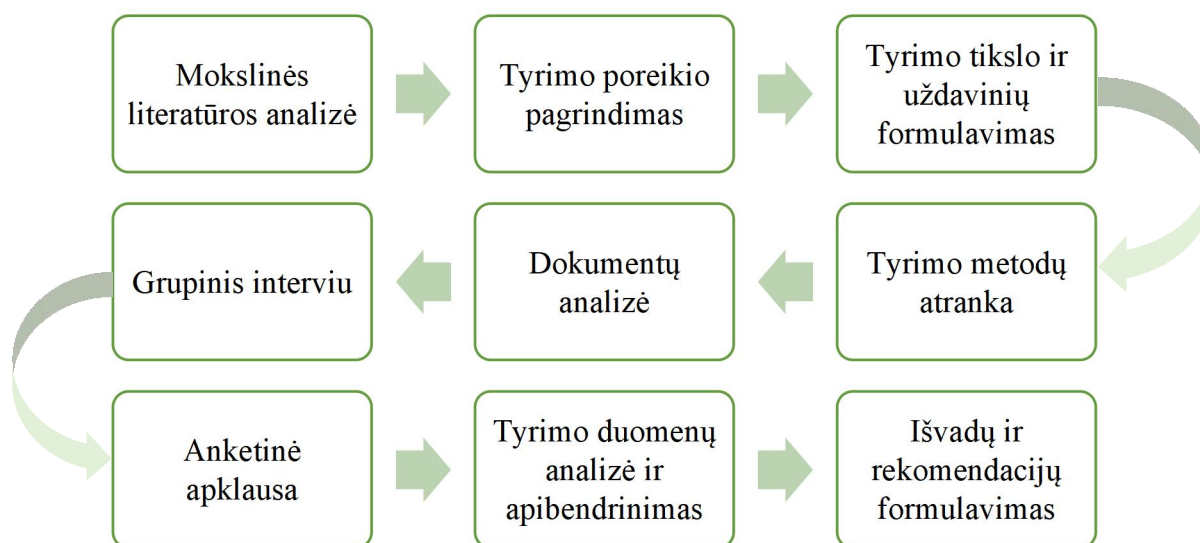 Mokslinės
literatūros analizė
Tyrimo poreikio
pagrindimas
Tyrimo tikslo ir
uždavinių
formulavimas
Tyrimo metodų
atranka
Dokumentų
analizė
Grupinis interviu
Anketinė
apklausa
Tyrimo duomenų
analizė ir
apibendrinimas
Išvadų ir
rekomendacijų
formulavimas